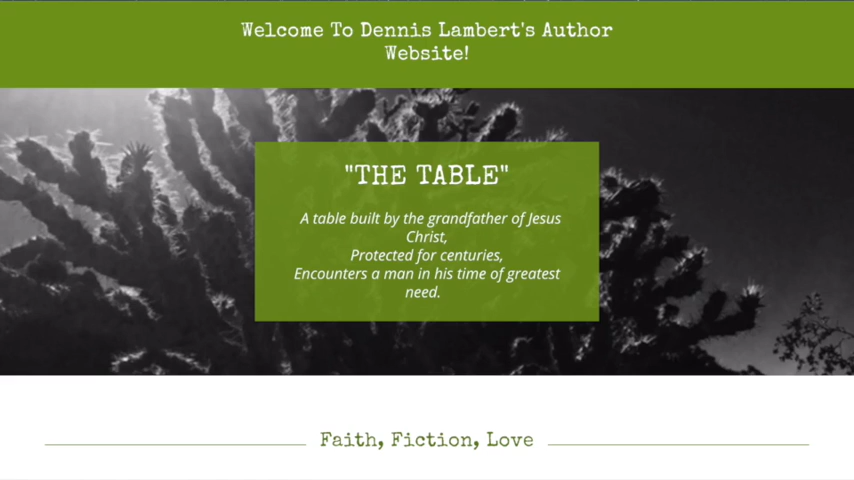 Welcome To Dennis Lambert's Author
Website!
"THE TABLE"
A table built by the grandfather of Jesus
Christ,
Protected for centuries,
Encounters a man in his time of greatest
need.
Faith, Fiction, Love